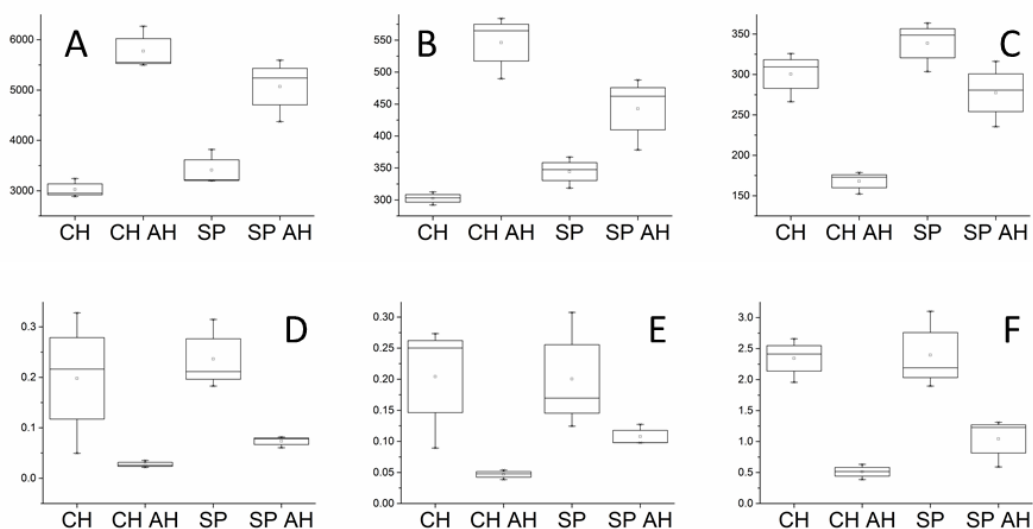 A
6000
5000
4000
3000
CH CH AH SP SP AH
B
550
500
450
400
350
300
CH CH AH SP SP AH
C
350
300
250
200
150
CH CH AH SP SP AH
D
0.3
0.2
0.1
0.0
CH CH AH SP SP AH
E
0.30
0.25
0.20
0.15
0.10
0.05
0.00
CH CH AH SP SP AH
F
3.0
2.5
2.0
1.5
1.0
0.5
0.0
CH CH AH SP SP AH